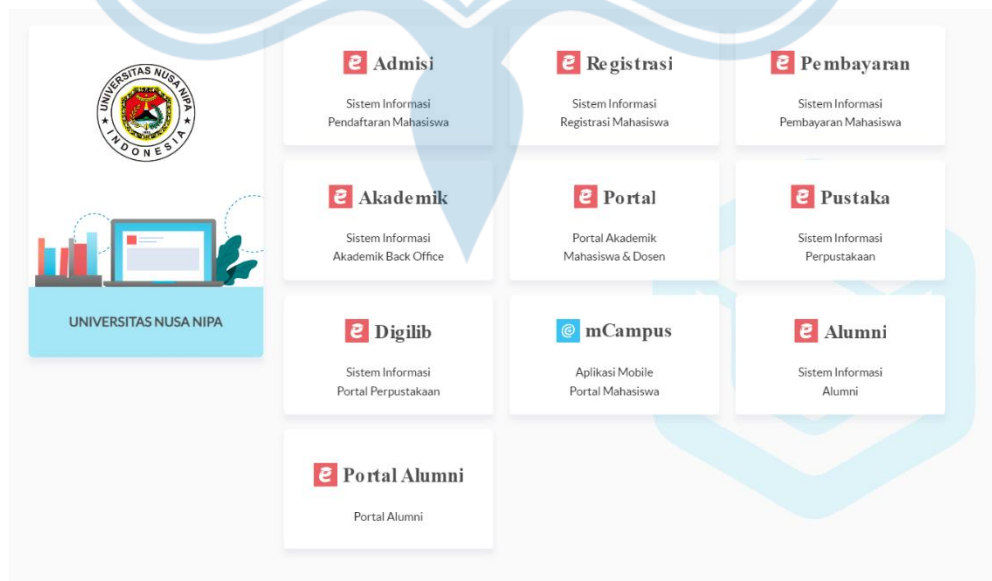 UNIVERSITAS NUSA NIPA
INDONESIA
UNIVERSITAS NUSA NIPA
Admisi
Sistem Informasi
Pendaftaran Mahasiswa
Registrasi
Sistem Informasi
Registrasi Mahasiswa
Pembayaran
Sistem Informasi
Pembayaran Mahasiswa
Akademik
Sistem Informasi
Akademik Back Office
Portal
Portal Akademik
Mahasiswa & Dosen
Pustaka
Sistem Informasi
Perpustakaan
Digilib
Sistem Informasi
Portal Perpustakaan
mCampus
Aplikasi Mobile
Portal Mahasiswa
Alumni
Sistem Informasi
Alumni
Portal Alumni
Portal Alumni